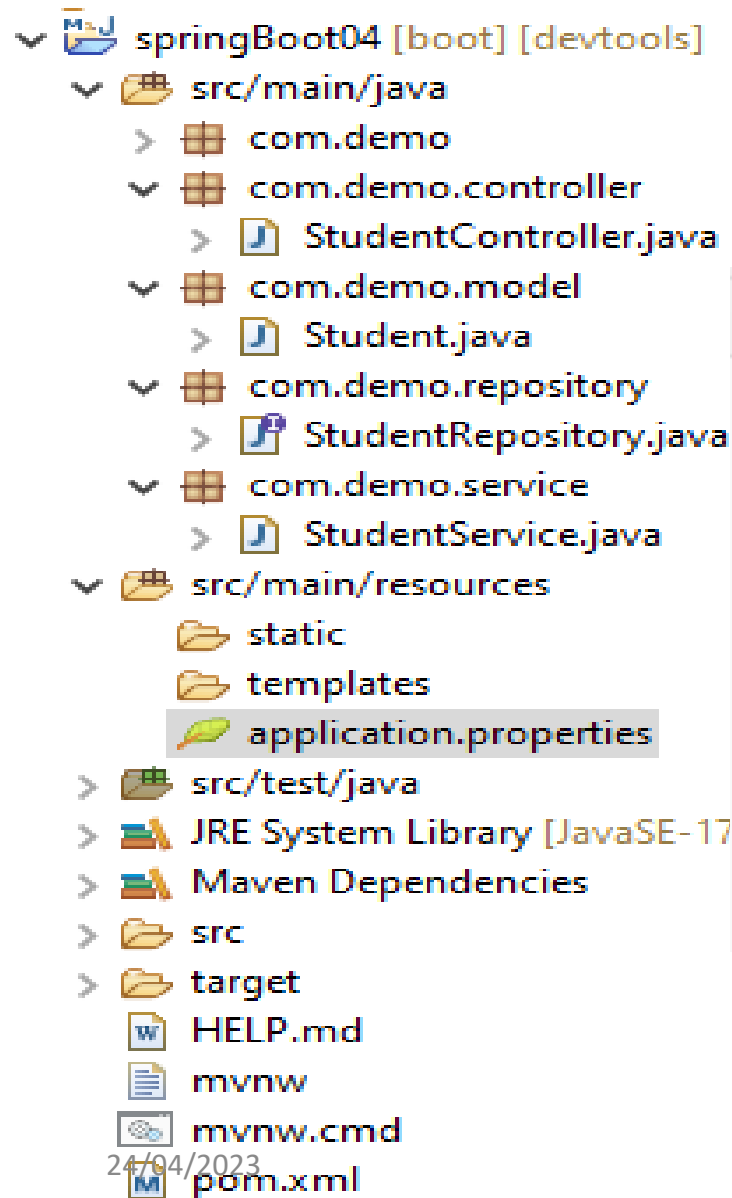 springBoot04 [boot] [devtools]
src/main/java
com.demo
com.demo.controller
StudentController.java
com.demo.model
Student.java
com.demo.repository
StudentRepository.java
com.demo.service
StudentService.java
src/main/resources
static
templates
application.properties
src/test/java
JRE System Library [JavaSE-17
Maven Dependencies
src
target
HELP.md
mvnw
mvnw.cmd
24/04/2023
pom.xml